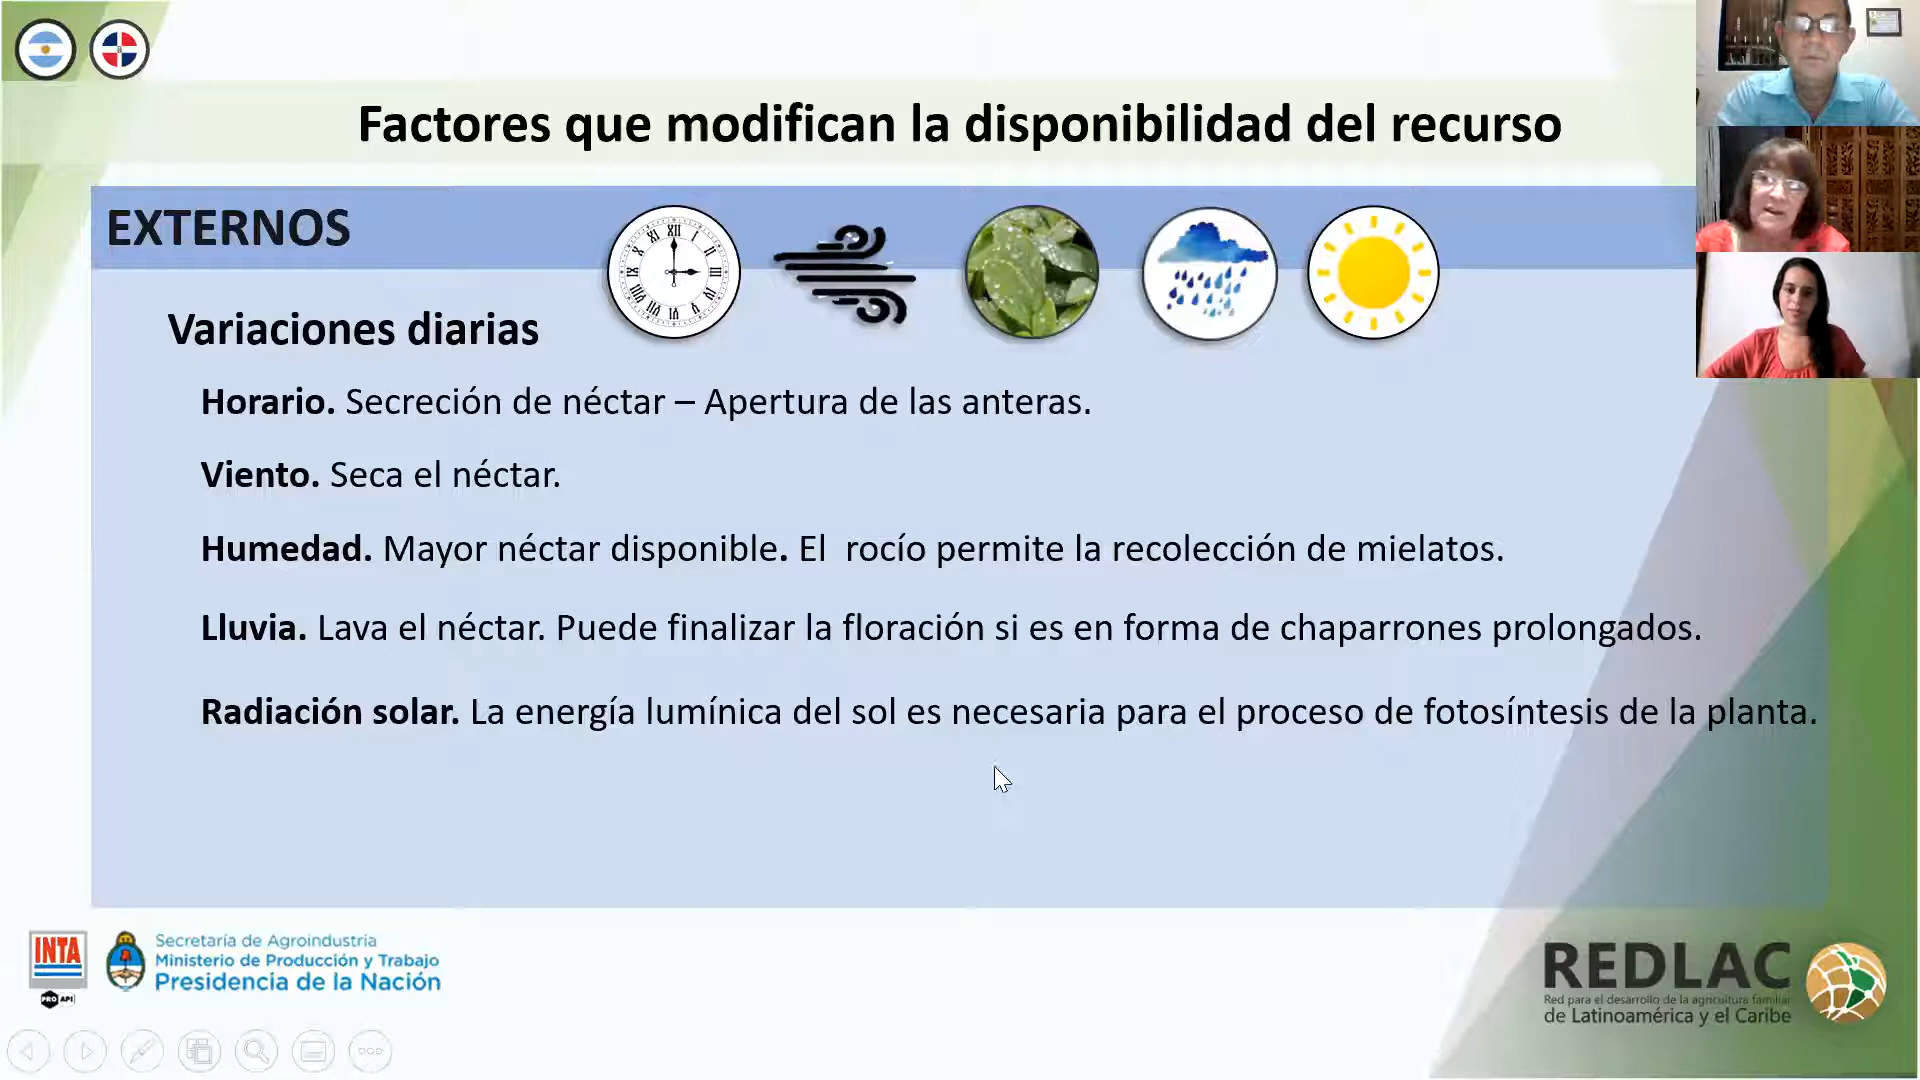 Factores que modifican la disponibilidad del recurso
EXTERNOS
Variaciones diarias
Horario. Secreción de néctar – Apertura de las anteras.
Viento. Seca el néctar.
Humedad. Mayor néctar disponible. El rocío permite la recolección de mielatos.
Lluvia. Lava el néctar. Puede finalizar la floración si es en forma de chaparrones prolongados.
Radiación solar. La energía lumínica del sol es necesaria para el proceso de fotosíntesis de la planta.
INTA
PRO API
Secretaría de Agroindustria
Ministerio de Producción y Trabajo
Presidencia de la Nación
REDLAC
Red para el desarrollo de la agricultura familiar
de Latinoamérica y el Caribe